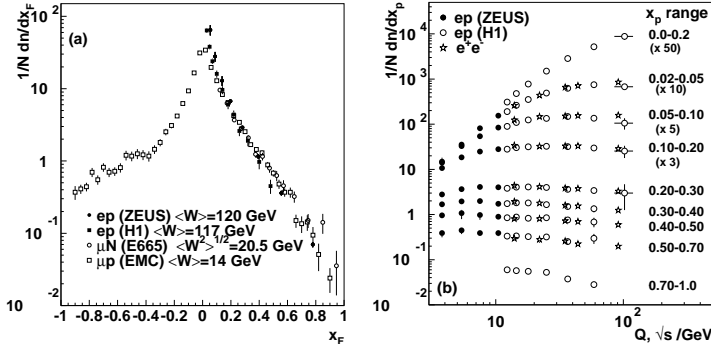 1/N dn/dx_F
10^2
10
1
10^-1
10^-2
(a)
ep (ZEUS) <W>=120 GeV
ep (H1) <W>=117 GeV
μN (E665) <W^2>^1/2=20.5 GeV
μp (EMC) <W>=14 GeV
-1 -0.8 -0.6 -0.4 -0.2 0 0.2 0.4 0.6 0.8 1
x_F
1/N dn/dx_p
10^4
10^3
10^2
10
1
10^-1
10^-2
ep (ZEUS)
ep (H1)
e^+e^-
x_p range
0.0-0.2
(x 50)
0.02-0.05
(x 10)
0.05-0.10
(x 5)
0.10-0.20
(x 3)
0.20-0.30
0.30-0.40
0.40-0.50
0.50-0.70
0.70-1.0
(b)
10 10^2
Q, √s /GeV